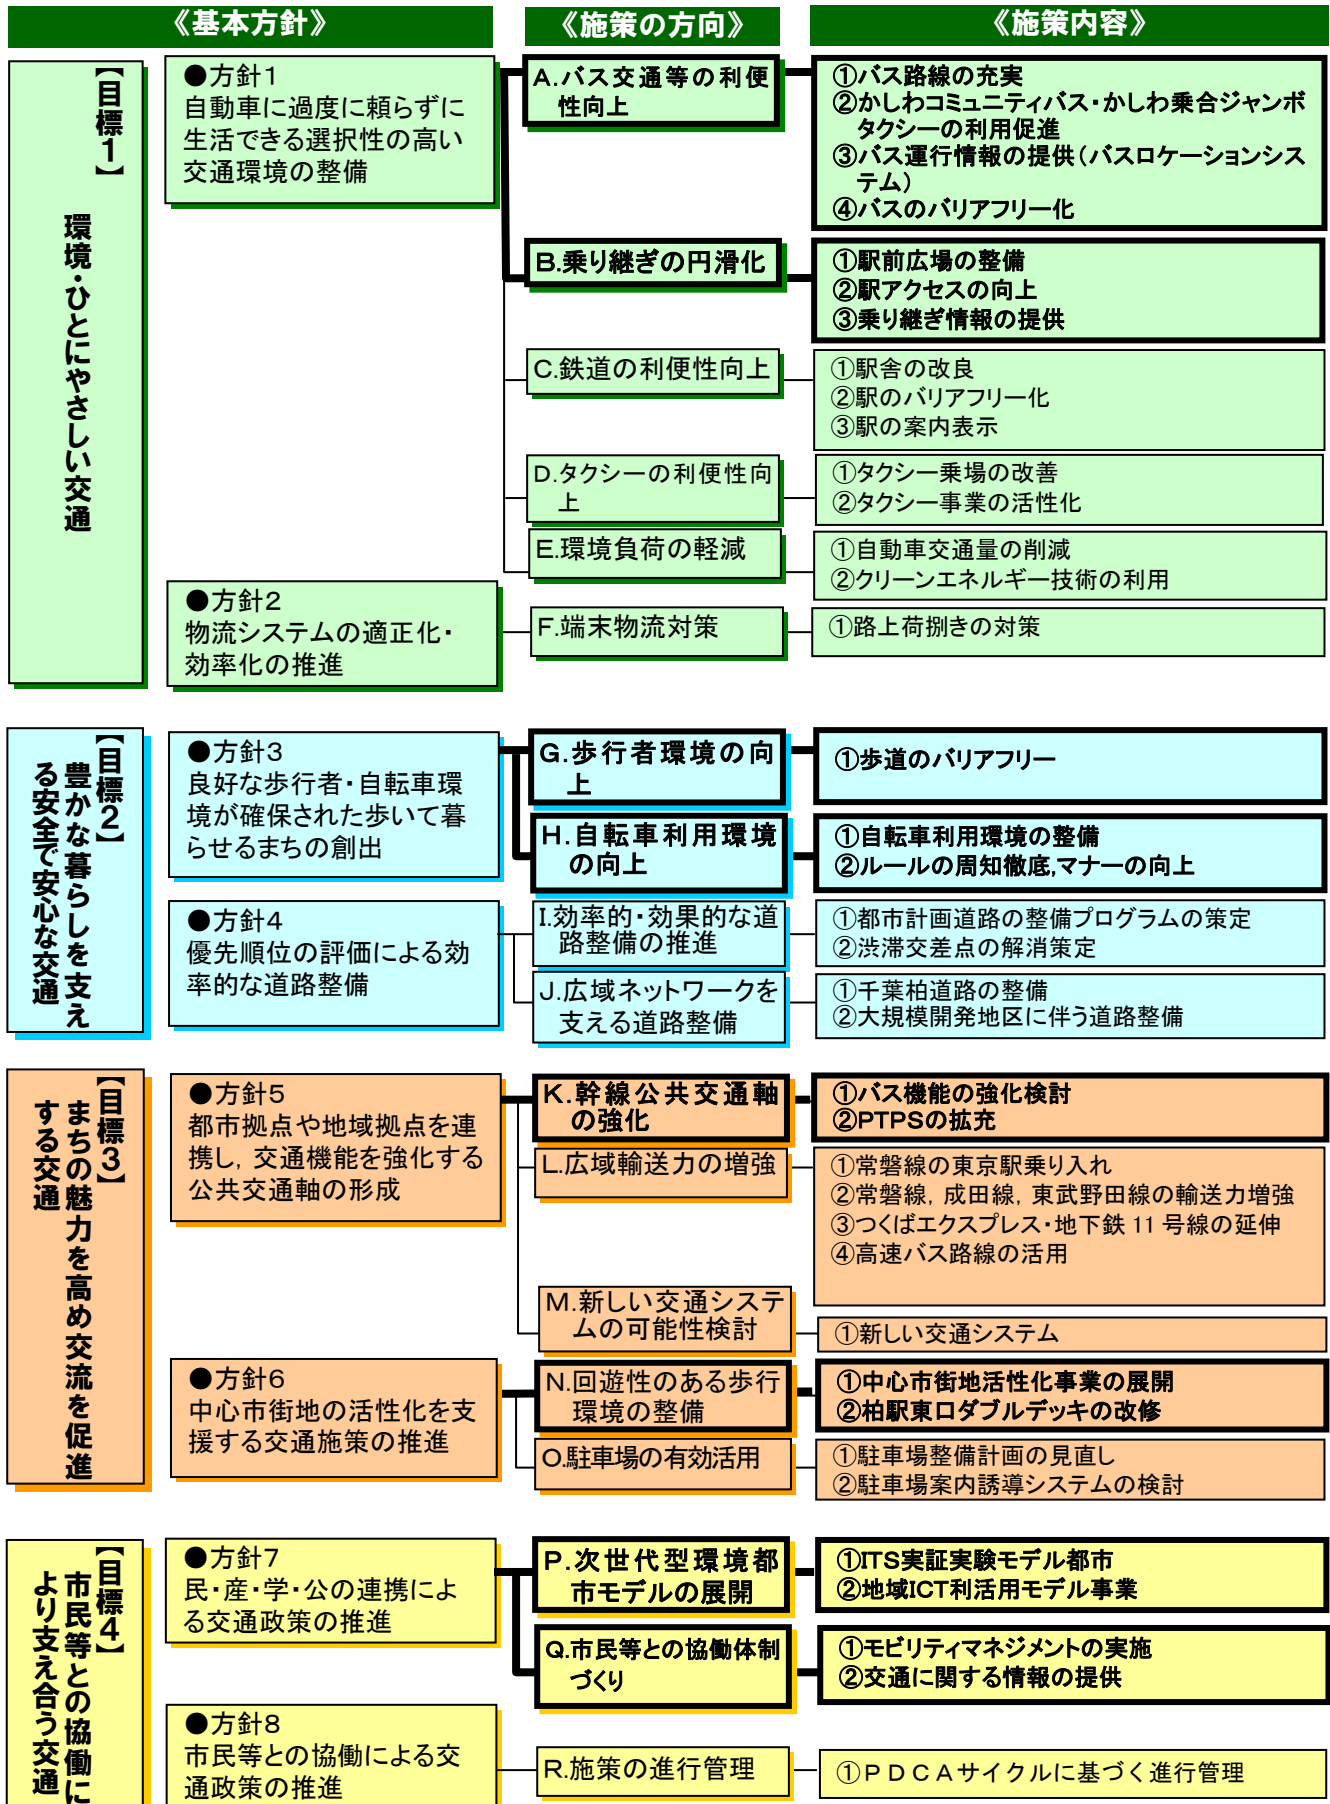 《基本方針》
《施策の方向》
《施策内容》
【目標1】
環境・ひとにやさしい交通
●方針1
自動車に過度に頼らずに
生活できる選択性の高い
交通環境の整備
A.バス交通等の利便
性向上
①バス路線の充実
②かしわコミュニティバス・かしわ乗合ジャンボ
タクシーの利用促進
③バス運行情報の提供(バスロケーションシス
テム)
④バスのバリアフリー化
B.乗り継ぎの円滑化
①駅前広場の整備
②駅アクセスの向上
③乗り継ぎ情報の提供
C.鉄道の利便性向上
①駅舎の改良
②駅のバリアフリー化
③駅の案内表示
D.タクシーの利便性向
上
①タクシー乗場の改善
②タクシー事業の活性化
E.環境負荷の軽減
①自動車交通量の削減
②クリーンエネルギー技術の利用
●方針2
物流システムの適正化・
効率化の推進
F.端末物流対策
①路上荷捌きの対策
【目標2】
豊かな暮らしを支え
る安全で安心な交通
●方針3
良好な歩行者・自転車環
境が確保された歩いて暮
らせるまちの創出
G.歩行者環境の向
上
①歩道のバリアフリー
H.自転車利用環境
の向上
①自転車利用環境の整備
②ルールの周知徹底,マナーの向上
●方針4
優先順位の評価による効
率的な道路整備
I.効率的・効果的な道
路整備の推進
①都市計画道路の整備プログラムの策定
②渋滞交差点の解消策定
J.広域ネットワークを
支える道路整備
①千葉柏道路の整備
②大規模開発地区に伴う道路整備
【目標3】
まちの魅力を高め交流を促進
する交通
●方針5
都市拠点や地域拠点を連
携し,交通機能を強化する
公共交通軸の形成
K.幹線公共交通軸
の強化
①バス機能の強化検討
②PTPSの拡充
L.広域輸送力の増強
①常磐線の東京駅乗り入れ
②常磐線,成田線,東武野田線の輸送力増強
③つくばエクスプレス・地下鉄 11 号線の延伸
④高速バス路線の活用
M.新しい交通システ
ムの可能性検討
①新しい交通システム
●方針6
中心市街地の活性化を支
援する交通施策の推進
N.回遊性のある歩行
環境の整備
①中心市街地活性化事業の展開
②柏駅東口ダブルデッキの改修
O.駐車場の有効活用
①駐車場整備計画の見直し
②駐車場案内誘導システムの検討
【目標4】
市民等との協働に
より支え合う交通
●方針7
民・産・学・公の連携によ
る交通政策の推進
P.次世代型環境都
市モデルの展開
①ITS実証実験モデル都市
②地域ICT利活用モデル事業
Q.市民等との協働体制
づくり
①モビリティマネジメントの実施
②交通に関する情報の提供
●方針8
市民等との協働による交
通政策の推進
R.施策の進行管理
①PDCAサイクルに基づく進行管理